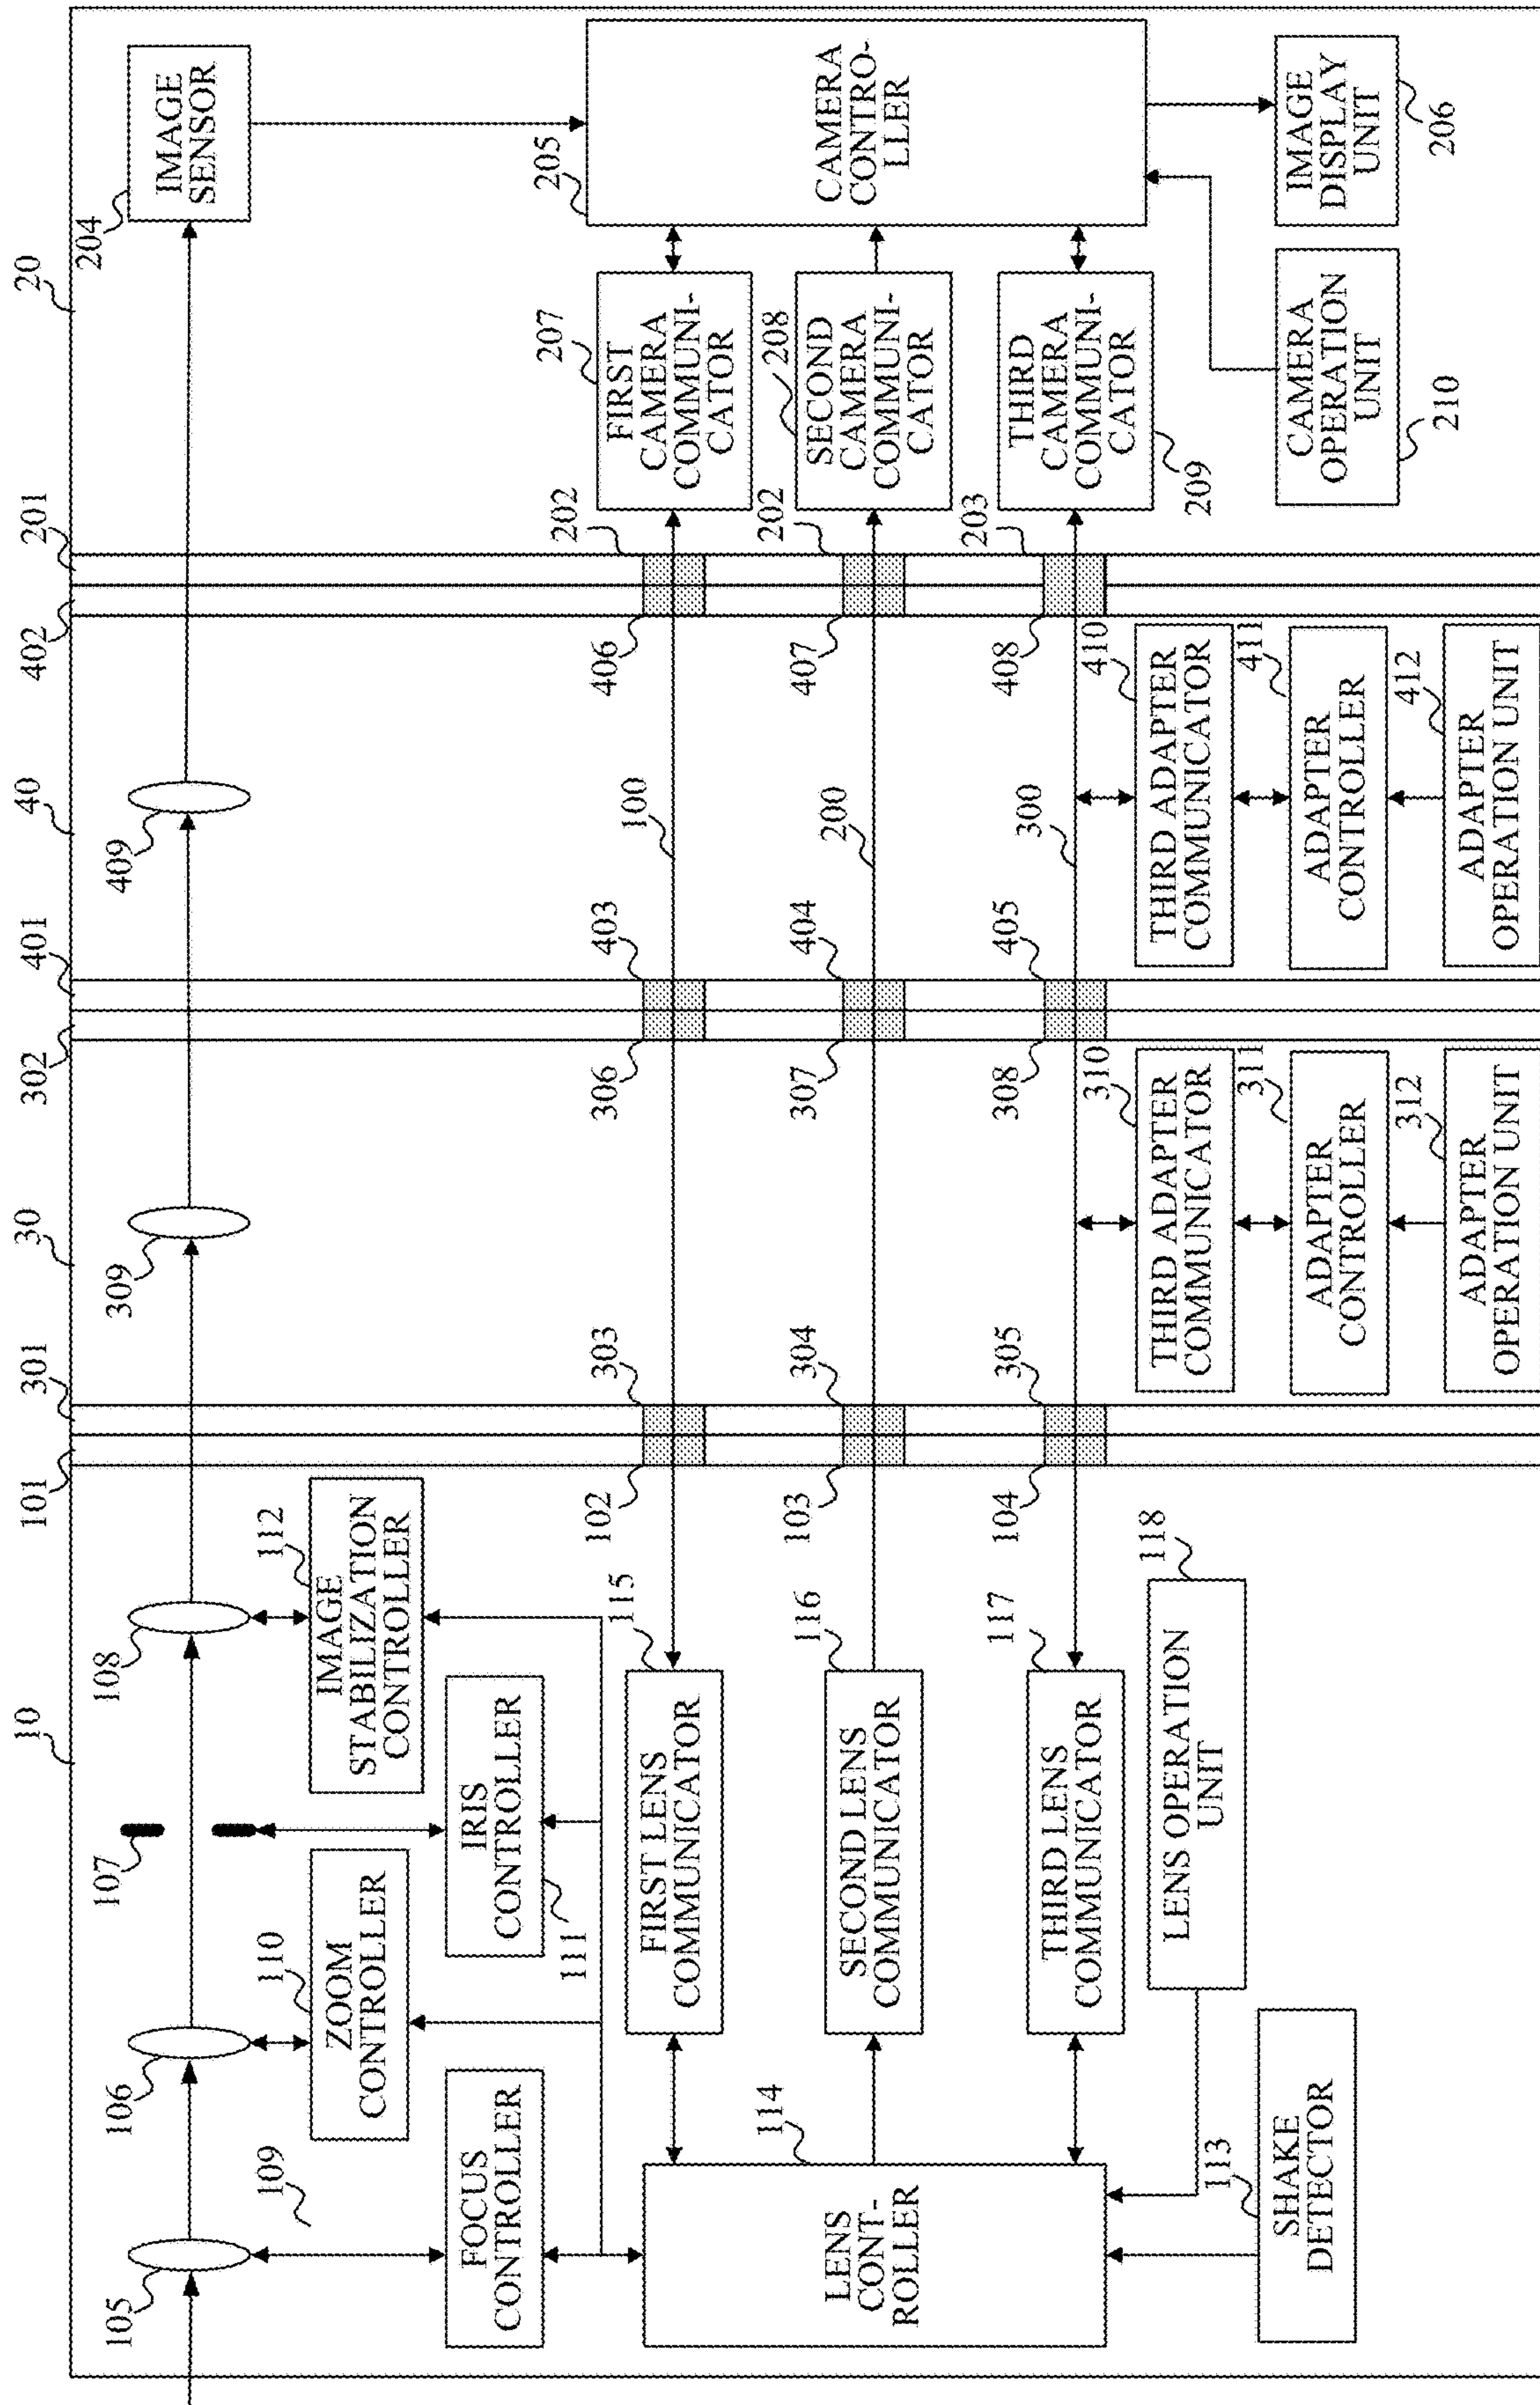 10
101
301
30
302
401
40
402
201
20
105
106
107
108
309
409
204
IMAGE
SENSOR
109
110
ZOOM
CONTROLLER
112
IMAGE
STABILIZATION
CONTROLLER
FOCUS
CONTROLLER
IRIS
CONTROLLER
111
115
FIRST LENS
COMMUNICATOR
102
303
306
403
100
406
202
207
FIRST
CAMERA
COMMUNI-
CATOR
205
CAMERA
CONTRO-
LLER
114
LENS
CONT-
ROLLER
116
SECOND LENS
COMMUNICATOR
103
304
307
404
200
407
202
208
SECOND
CAMERA
COMMUNI-
CATOR
117
THIRD LENS
COMMUNICATOR
104
305
308
405
300
408
203
THIRD
CAMERA
COMMUNI-
CATOR
209
118
LENS OPERATION
UNIT
113
SHAKE
DETECTOR
310
THIRD ADAPTER
COMMUNICATOR
311
ADAPTER
CONTROLLER
312
ADAPTER
OPERATION UNIT
410
THIRD ADAPTER
COMMUNICATOR
411
ADAPTER
CONTROLLER
412
ADAPTER
OPERATION UNIT
CAMERA
OPERATION
UNIT
210
IMAGE
DISPLAY
UNIT
206